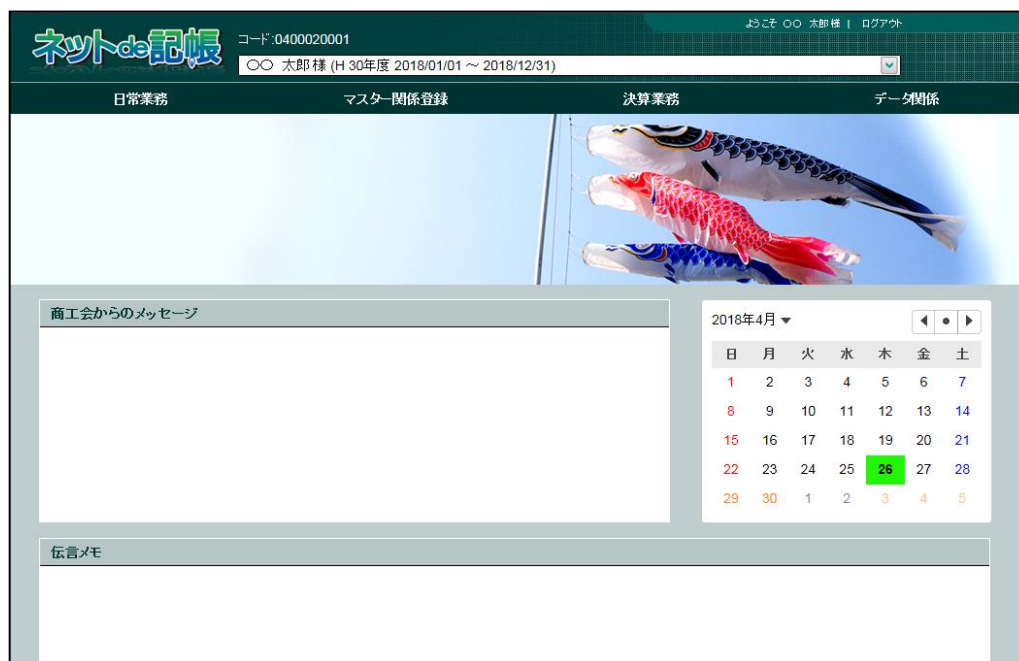 ようこそ 〇〇 太郎 様 | ログアウト
ネットde記帳
コード:0400020001
〇〇 太郎 様 (H 30年度 2018/01/01 ～ 2018/12/31)
日常業務 マスター関係登録 決算業務 データ関係
商工会からのメッセージ
2018年4月
日 月 火 水 木 金 土
1 2 3 4 5 6 7
8 9 10 11 12 13 14
15 16 17 18 19 20 21
22 23 24 25 26 27 28
29 30 1 2 3 4 5
伝言メモ